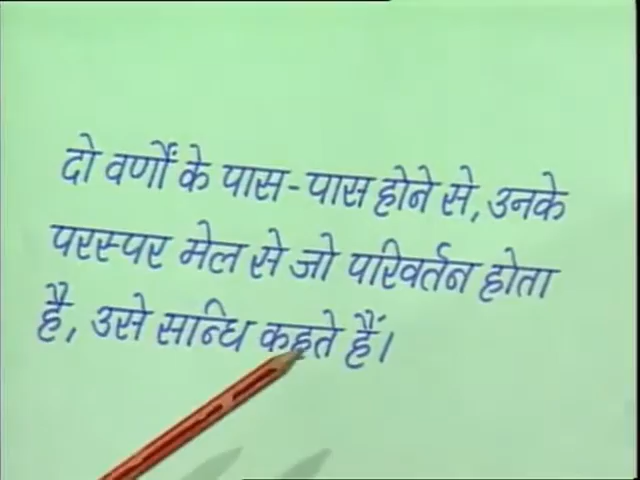 दो वर्णों के पास-पास होने से, उनके
परस्पर मेल से जो परिवर्तन होता
है, उसे सन्धि कहते हैं।